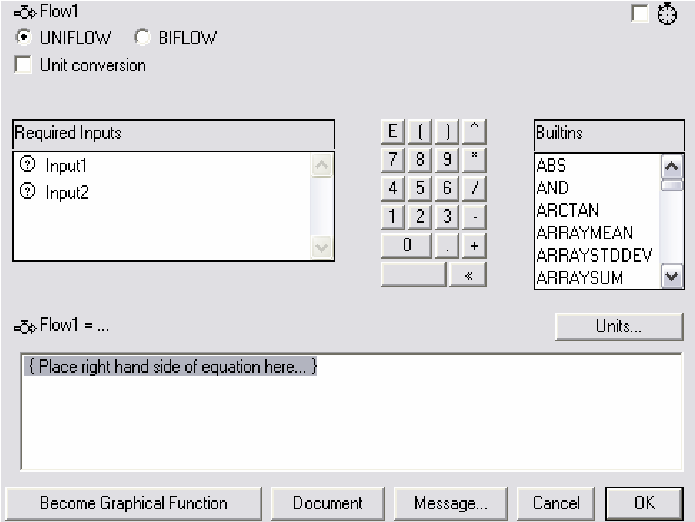 Flow1
UNIFLOW BIFLOW
Unit conversion
Required Inputs
Input1
Input2
E ( ) ^
7 8 9 *
4 5 6 /
1 2 3 -
0 . +
«
Builtins
ABS
AND
ARCTAN
ARRAYMEAN
ARRAYSTDDEV
ARRAYSUM
Flow1 = ...
Units...
{ Place right hand side of equation here... }
Become Graphical Function Document Message... Cancel OK